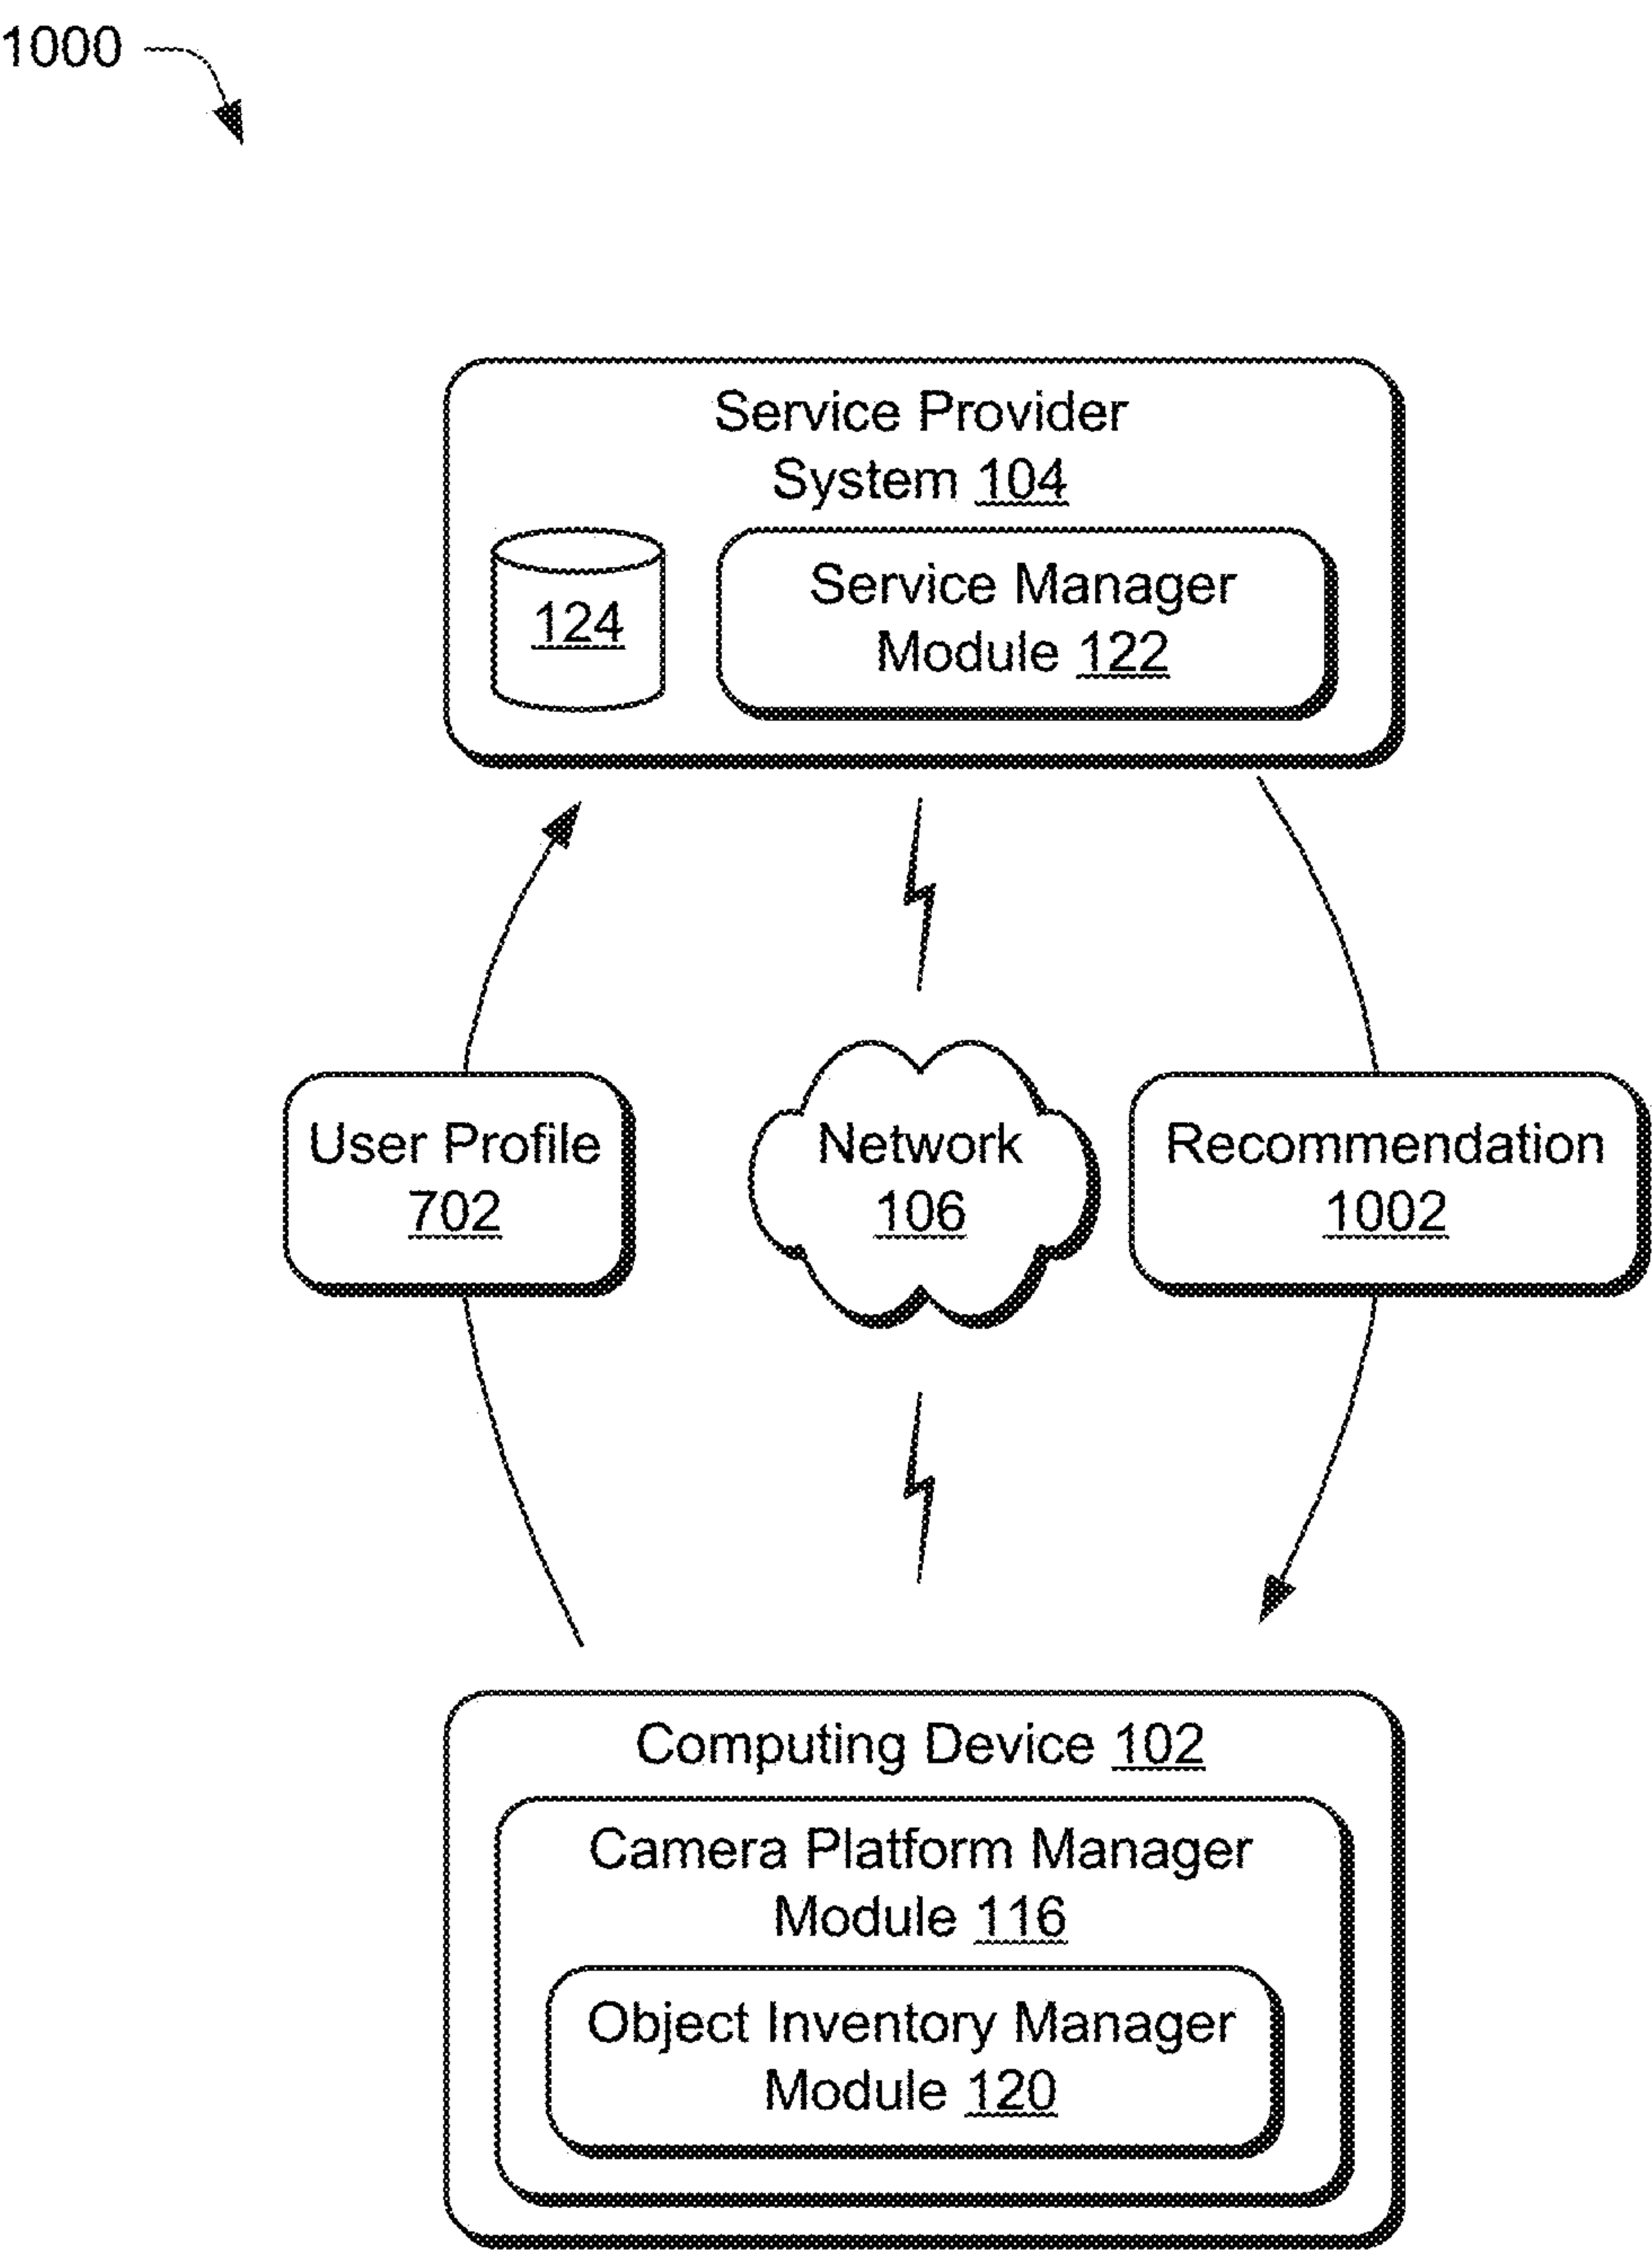 1000
Service Provider
System 104
124
Service Manager
Module 122
User Profile
702
Network
106
Recommendation
1002
Computing Device 102
Camera Platform Manager
Module 116
Object Inventory Manager
Module 120